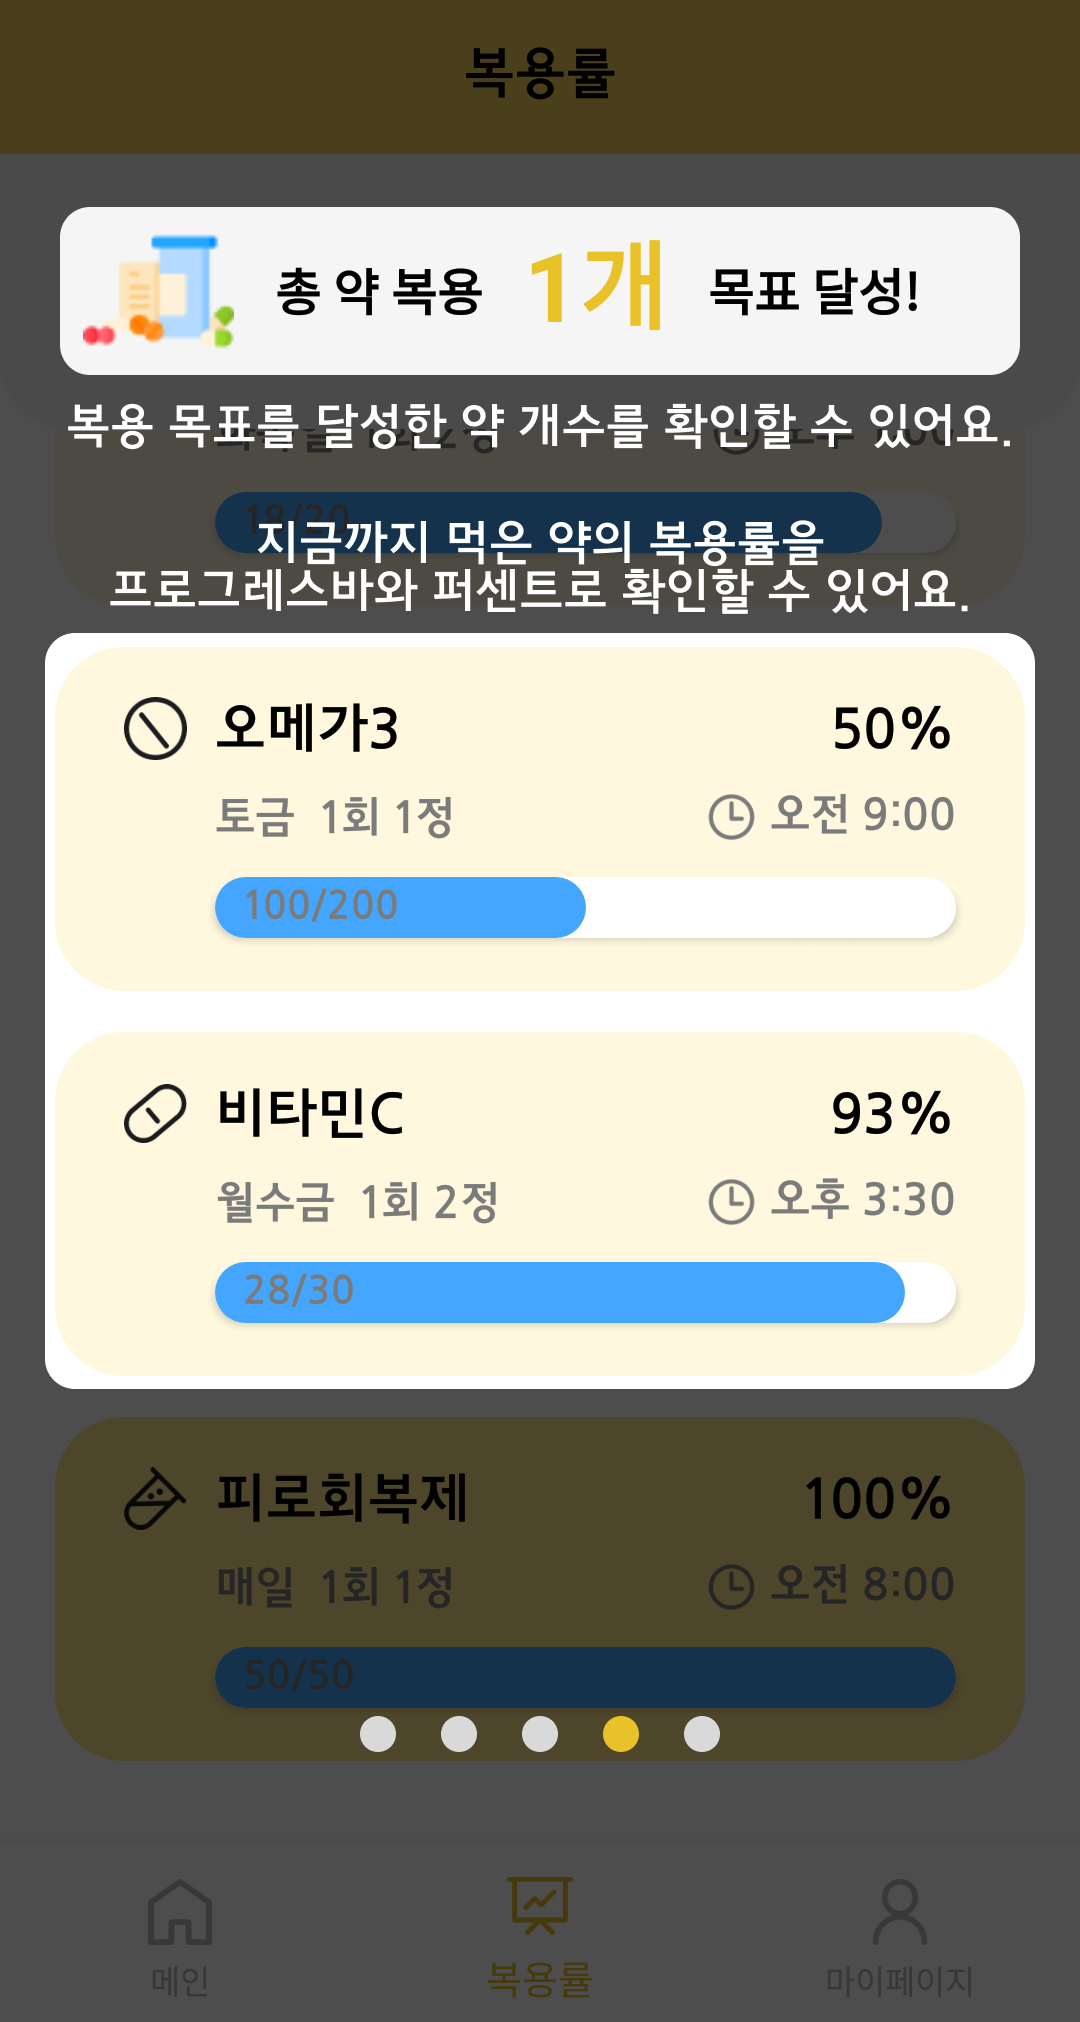 복용률
총 약 복용 1개 목표 달성!
복용 목표를 달성한 약 개수를 확인할 수 있어요.
18/20
지금까지 먹은 약의 복용률을
프로그레스바와 퍼센트로 확인할 수 있어요.
오메가3 50%
토금 1회 1정 오전 9:00
100/200
비타민C 93%
월수금 1회 2정 오후 3:30
28/30
피로회복제 100%
매일 1회 1정 오전 8:00
50/50
메인 복용률 마이페이지